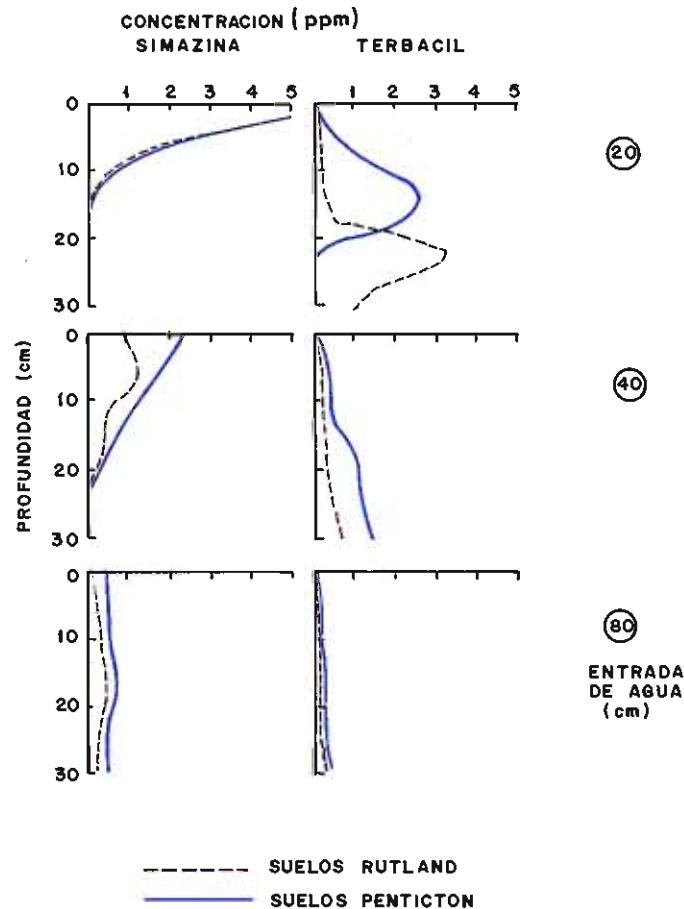 CONCENTRACION (ppm)
SIMAZINA TERBACIL
1 2 3 4 5 1 2 3 4 5
0
10
20
30
20
0
10
20
30
40
0
10
20
30
80
PROFUNDIDAD (cm)
ENTRADA
DE AGUA
(cm)
SUELOS RUTLAND
SUELOS PENTICTON